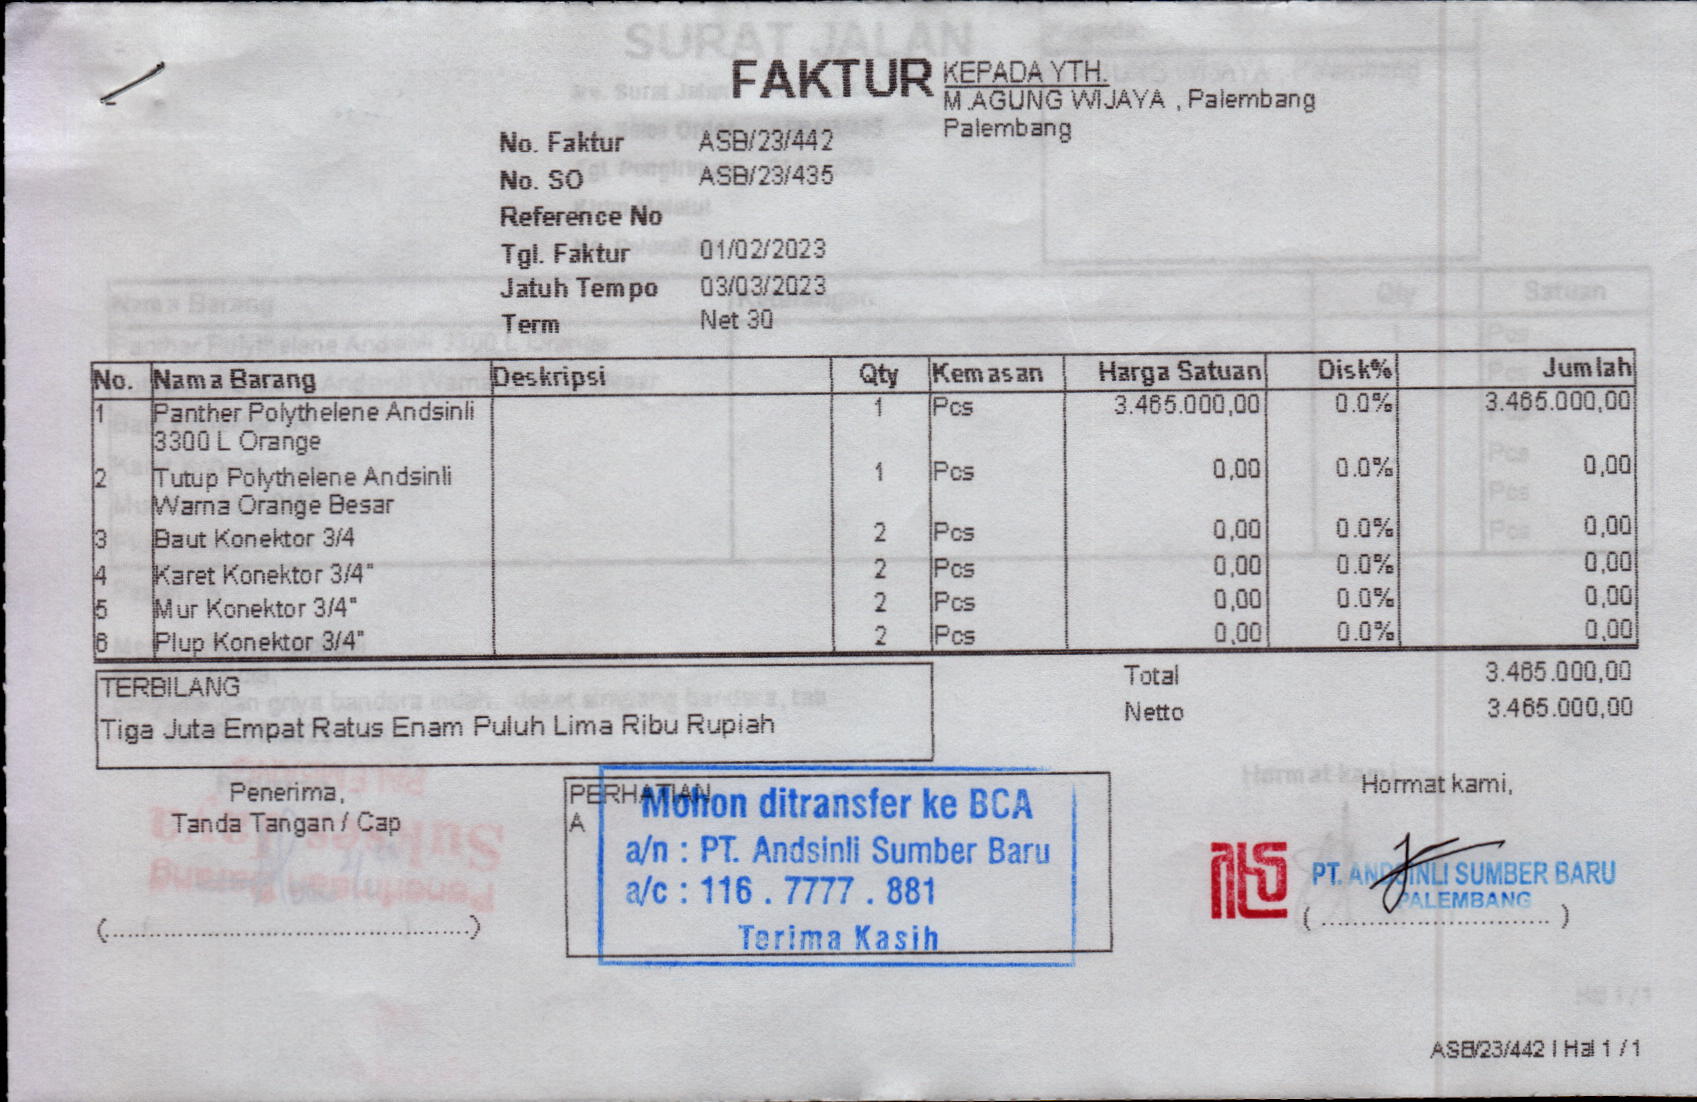 FAKTUR
KEPADA YTH.
M.AGUNG WIJAYA , Palembang
Palembang
No. Faktur ASB/23/442
No. SO ASB/23/435
Reference No
Tgl. Faktur 01/02/2023
Jatuh Tempo 03/03/2023
Term Net 30
No. Nama Barang Deskripsi Qty Kemasan Harga Satuan Disk% Jumlah
1 Panther Polythelene Andsinli 1 Pcs 3.465.000,00 0.0% 3.465.000,00
3300 L Orange
2 Tutup Polythelene Andsinli 1 Pcs 0,00 0.0% 0,00
Warna Orange Besar
3 Baut Konektor 3/4 2 Pcs 0,00 0.0% 0,00
4 Karet Konektor 3/4" 2 Pcs 0,00 0.0% 0,00
5 Mur Konektor 3/4" 2 Pcs 0,00 0.0% 0,00
6 Plup Konektor 3/4" 2 Pcs 0,00 0.0% 0,00
Total 3.465.000,00
Netto 3.465.000,00
TERBILANG
Tiga Juta Empat Ratus Enam Puluh Lima Ribu Rupiah
Penerima,
Tanda Tangan / Cap
(..........................................)
PERHATIAN
A
Mohon ditransfer ke BCA
a/n : PT. Andsinli Sumber Baru
a/c : 116 . 7777 . 881
Terima Kasih
Hormat kami,
PT. ANDSINLI SUMBER BARU
PALEMBANG
( ............................ )
ASB/23/442 | Hal 1 / 1